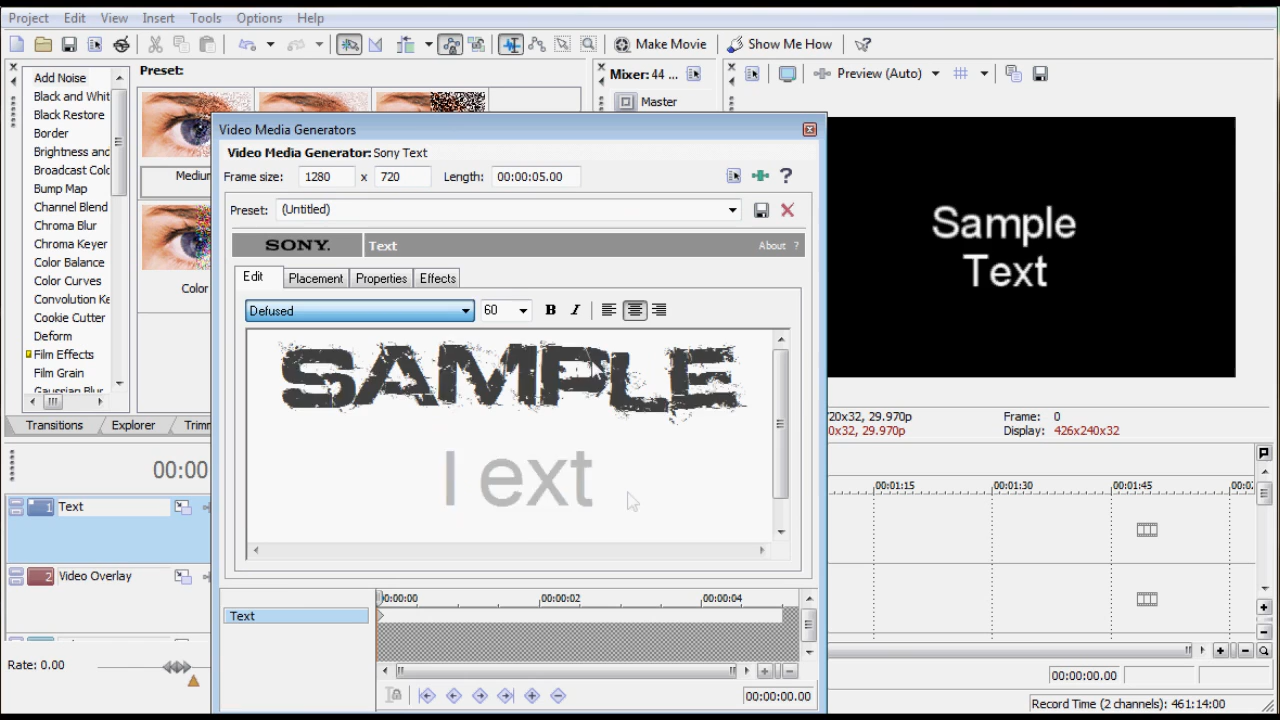 Project Edit View Insert Tools Options Help
Make Movie Show Me How
Add Noise
Black and Whit
Black Restore
Border
Brightness and
Broadcast Colo
Bump Map
Channel Blend
Chroma Blur
Chroma Keyer
Color Balance
Color Curves
Convolution Ke
Cookie Cutter
Deform
Film Effects
Film Grain
Gaussian Blur
Preset:
Medium
Color
Transitions Explorer Trimm
Mixer: 44 ...
Master
Preview (Auto)
Sample
Text
720x32, 29.970p
0x32, 29.970p
Frame: 0
Display: 426x240x32
Video Media Generators
Video Media Generator: Sony Text
Frame size: 1280 x 720 Length: 00:00:05.00
Preset: (Untitled)
SONY. Text About ?
Edit Placement Properties Effects
Defused 60 B I
SAMPLE
Text
00:00:00 00:00:02 00:00:04
Text
00:00:00.00
00:00
1 Text
2 Video Overlay
Rate: 0.00
00:01:15 00:01:30 00:01:45 00:0
00:00:00.00
Record Time (2 channels): 461:14:00